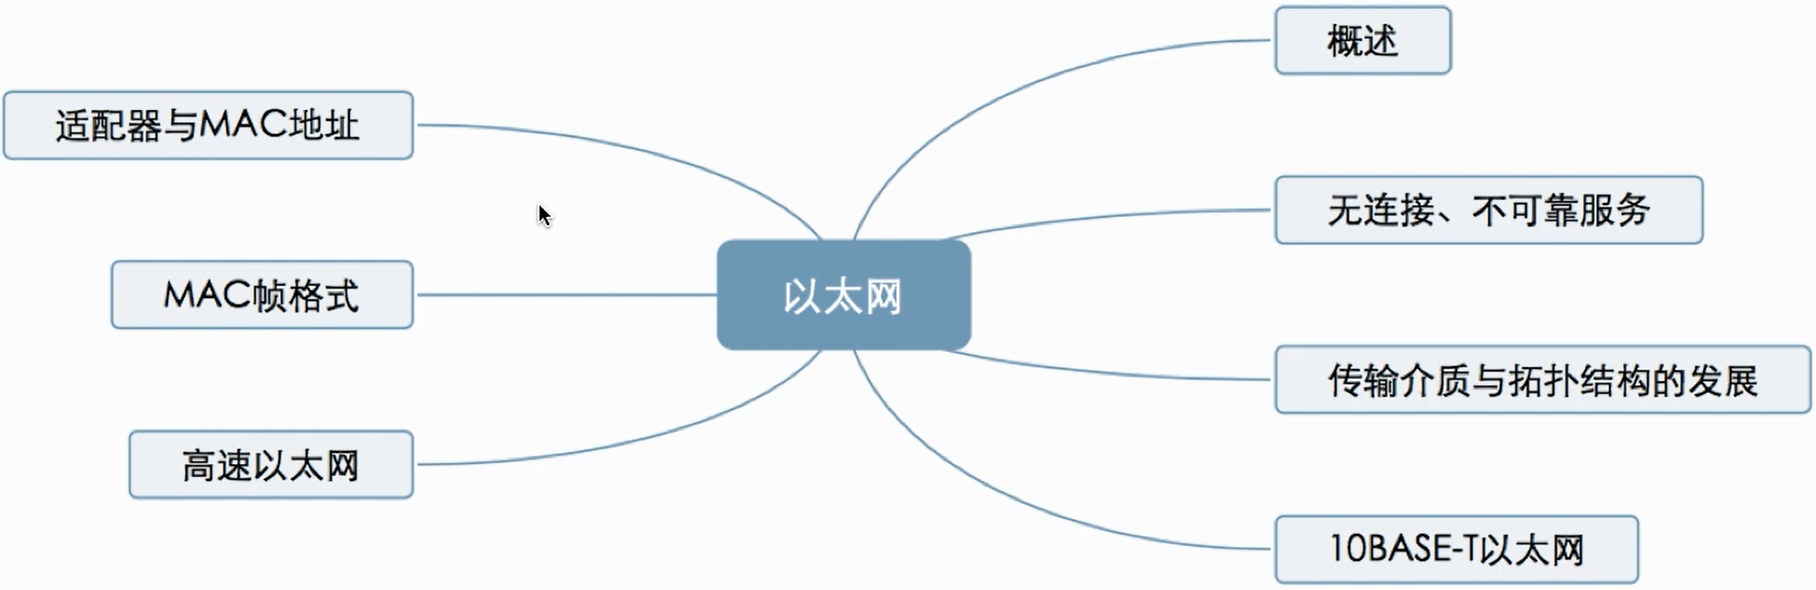 概述
适配器与MAC地址
无连接、不可靠服务
以太网
MAC帧格式
传输介质与拓扑结构的发展
高速以太网
10BASE-T以太网